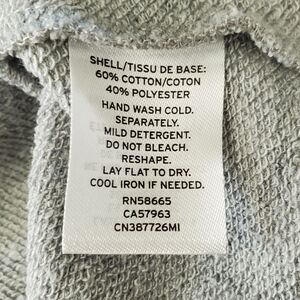 SHELL/TISSU DE BASE:
60% COTTON/COTON
40% POLYESTER
HAND WASH COLD.
SEPARATELY.
MILD DETERGENT.
DO NOT BLEACH.
RESHAPE.
LAY FLAT TO DRY.
COOL IRON IF NEEDED.
RN58665
CA57963
CN387726MI